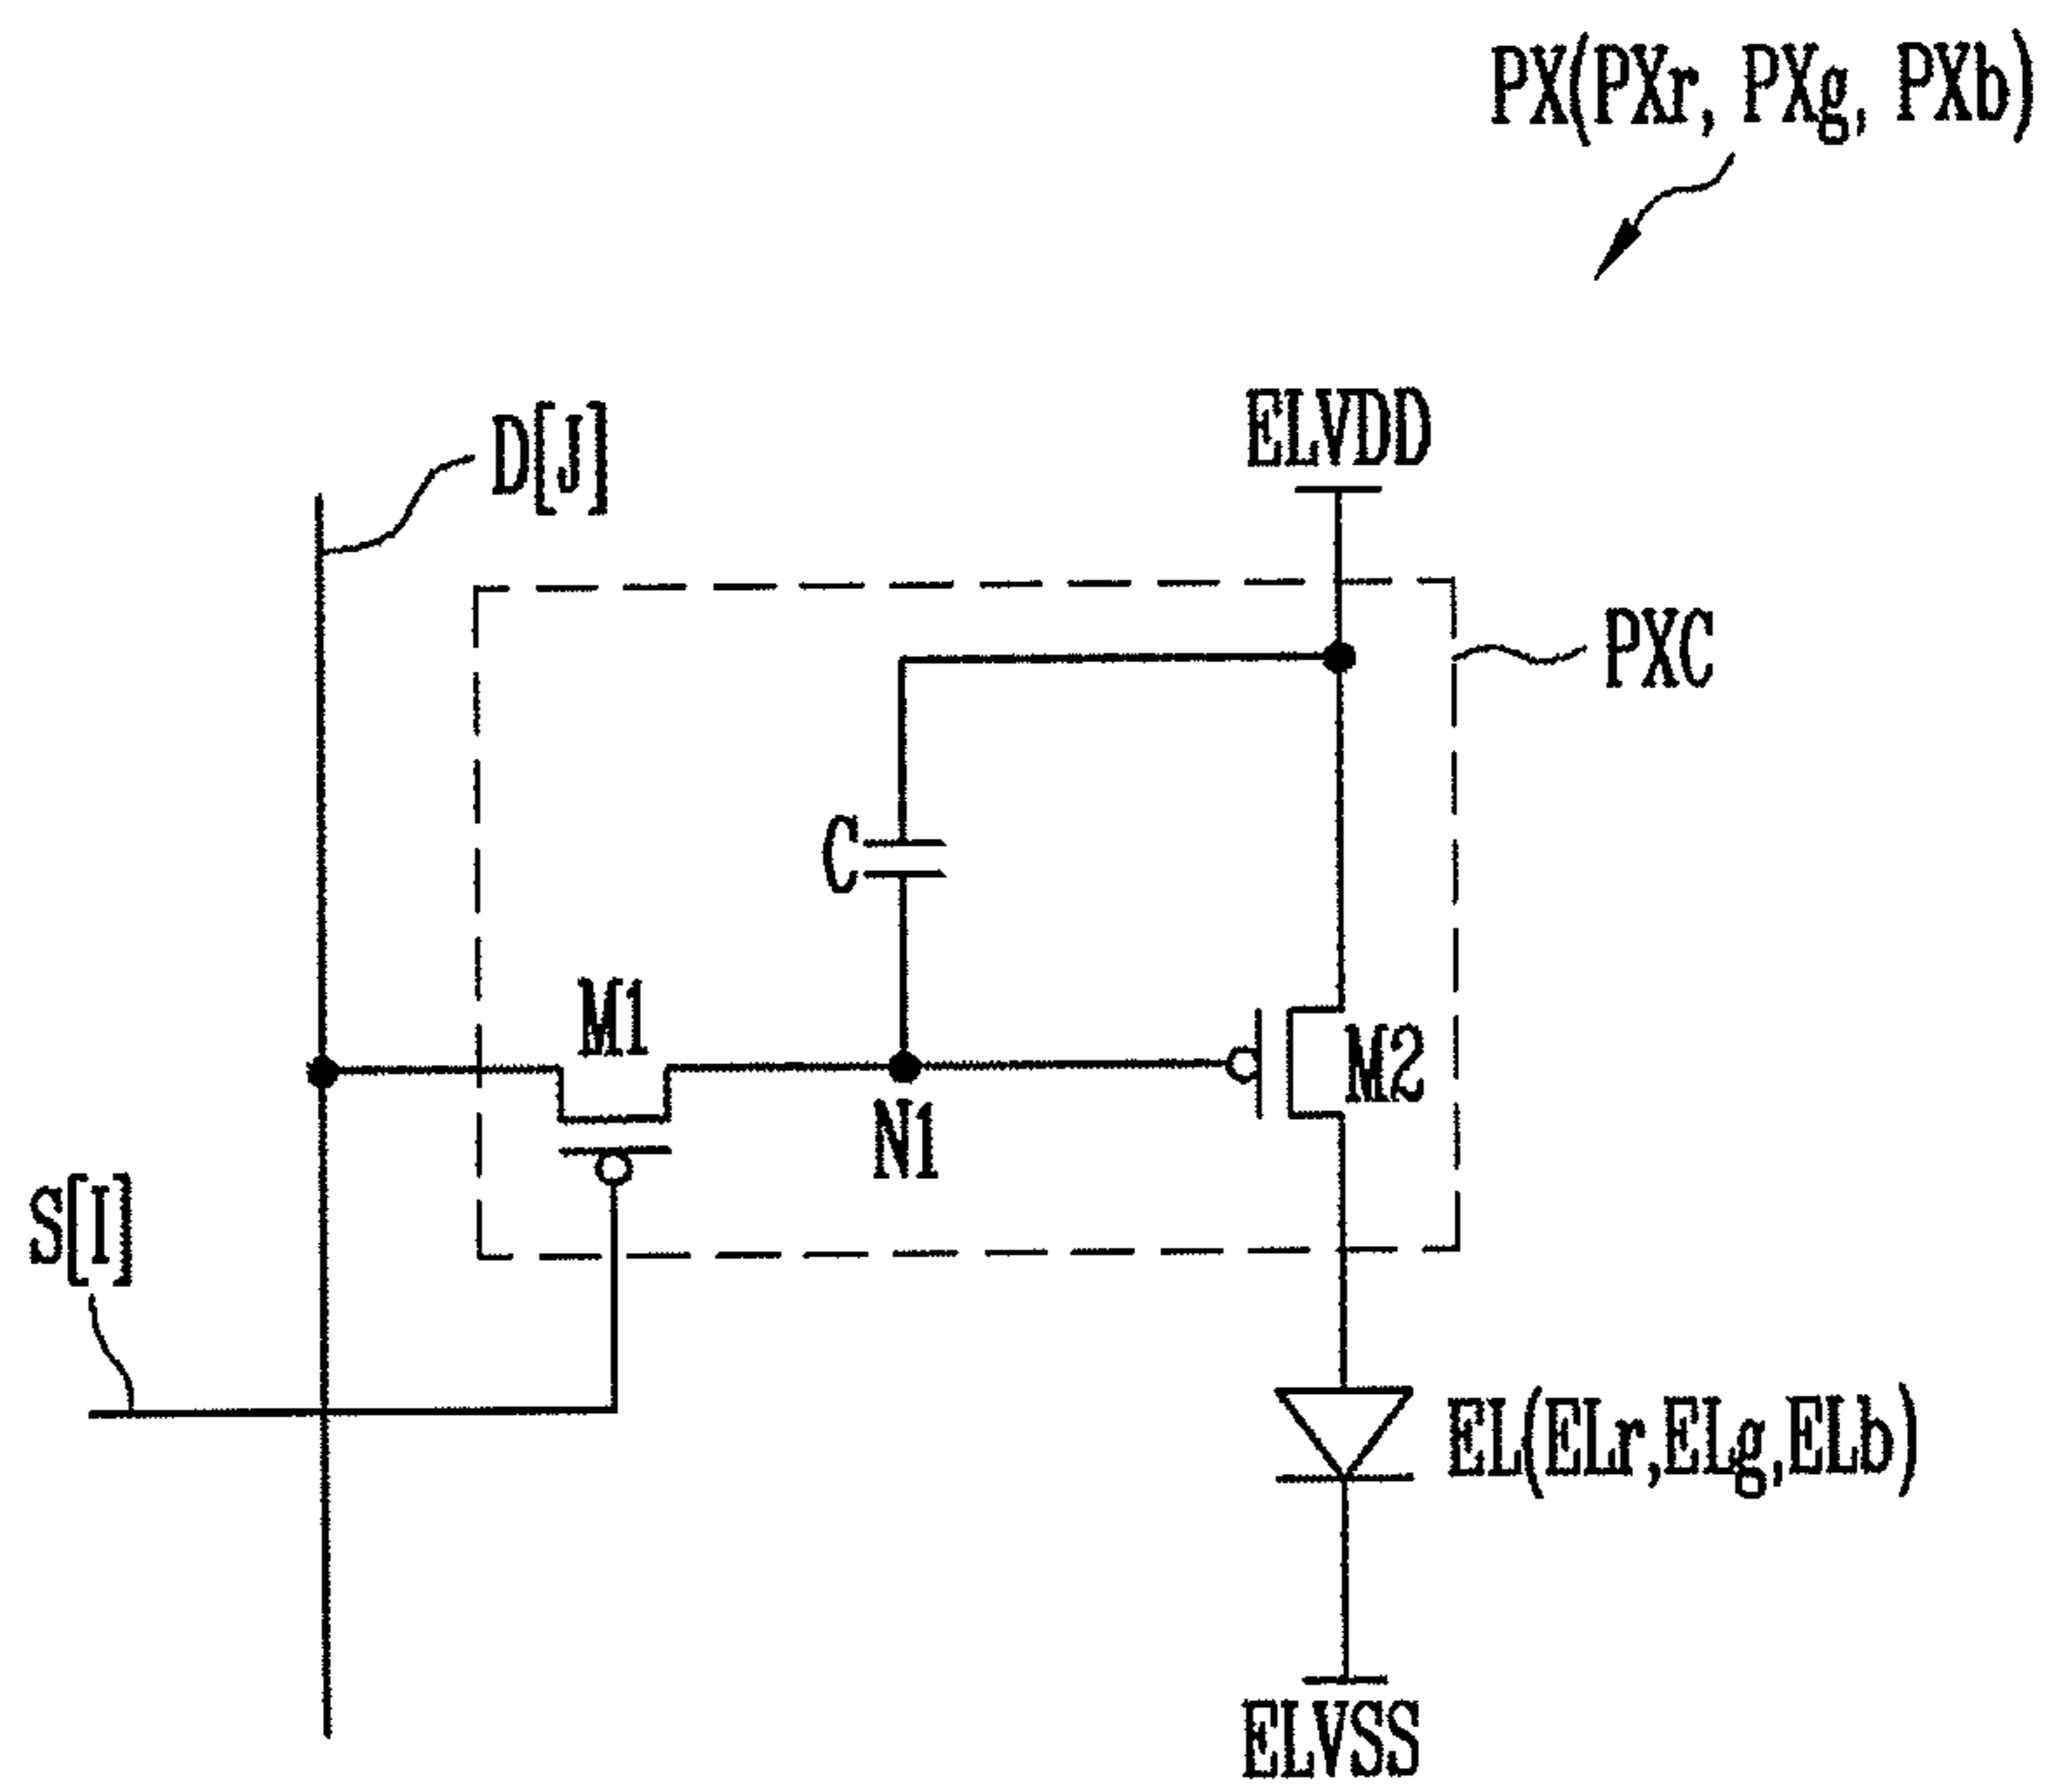 PX(PXr, PXg, PXb)
ELVDD
D[J]
PXC
C
M1
M2
N1
S[I]
EL(ELr,ELg,ELb)
ELVSS